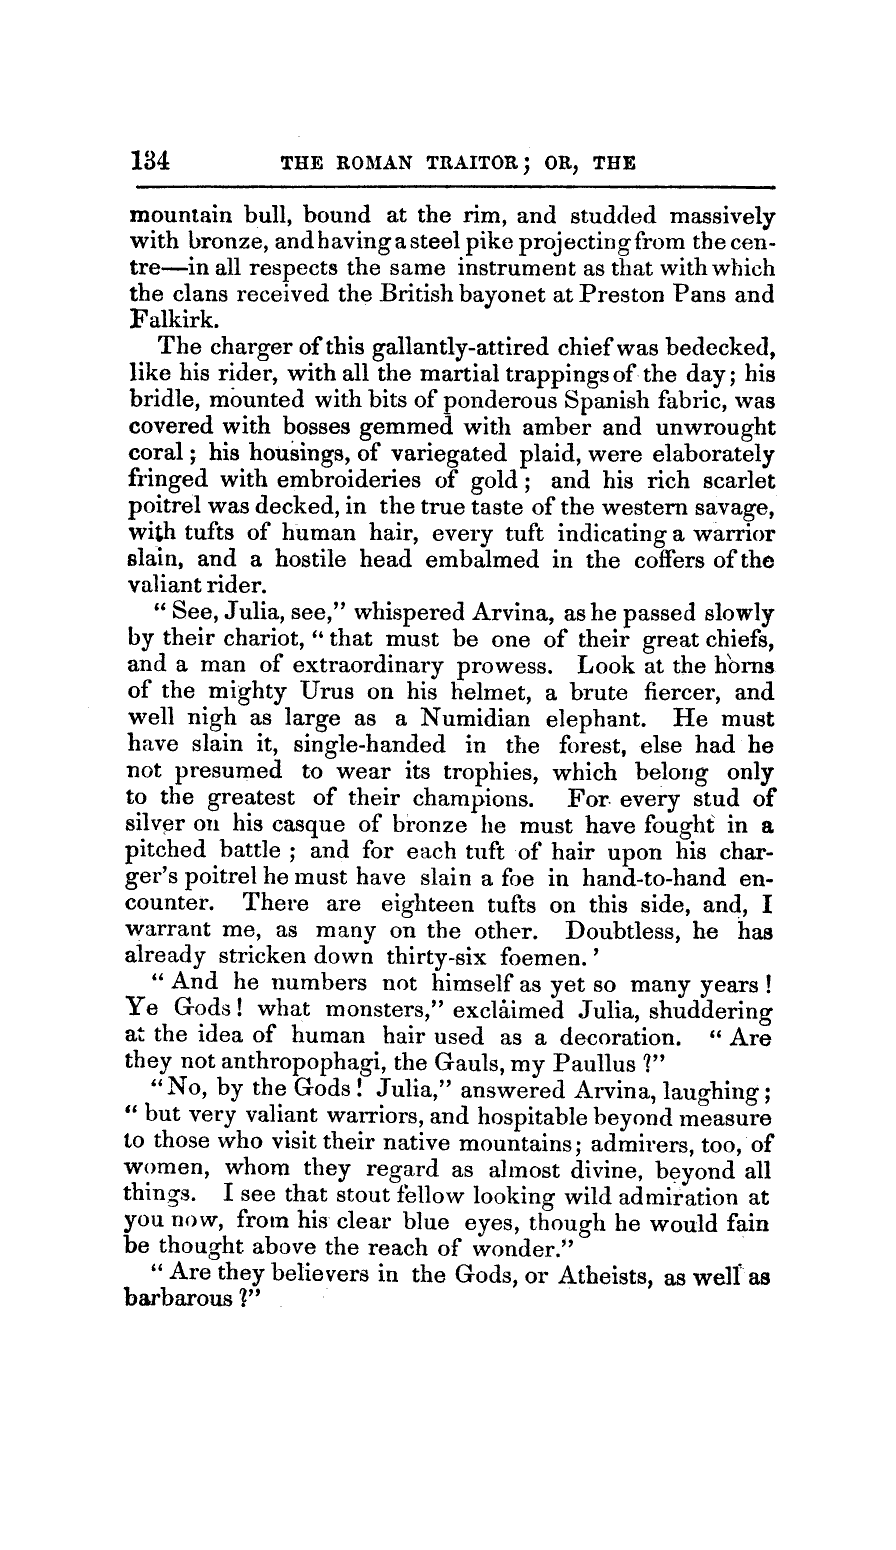 134 THE ROMAN TRAITOR; OR, THE
mountain bull, bound at the rim, and studded massively
with bronze, and having a steel pike projecting from the cen-
tre—in all respects the same instrument as that with which
the clans received the British bayonet at Preston Pans and
Falkirk.
The charger of this gallantly-attired chief was bedecked,
like his rider, with all the martial trappings of the day; his
bridle, mounted with bits of ponderous Spanish fabric, was
covered with bosses gemmed with amber and unwrought
coral; his housings, of variegated plaid, were elaborately
fringed with embroideries of gold; and his rich scarlet
poitrel was decked, in the true taste of the western savage,
with tufts of human hair, every tuft indicating a warrior
slain, and a hostile head embalmed in the coffers of the
valiant rider.
“See, Julia, see,” whispered Arvina, as he passed slowly
by their chariot, “that must be one of their great chiefs,
and a man of extraordinary prowess. Look at the horns
of the mighty Urus on his helmet, a brute fiercer, and
well nigh as large as a Numidian elephant. He must
have slain it, single-handed in the forest, else had he
not presumed to wear its trophies, which belong only
to the greatest of their champions. For every stud of
silver on his casque of bronze he must have fought in a
pitched battle; and for each tuft of hair upon his char-
ger's poitrel he must have slain a foe in hand-to-hand en-
counter. There are eighteen tufts on this side, and, I
warrant me, as many on the other. Doubtless, he has
already stricken down thirty-six foemen.’
“And he numbers not himself as yet so many years!
Ye Gods! what monsters,” exclaimed Julia, shuddering
at the idea of human hair used as a decoration. “Are
they not anthropophagi, the Gauls, my Paullus?”
“No, by the Gods! Julia,” answered Arvina, laughing;
“but very valiant warriors, and hospitable beyond measure
to those who visit their native mountains; admirers, too, of
women, whom they regard as almost divine, beyond all
things. I see that stout fellow looking wild admiration at
you now, from his clear blue eyes, though he would fain
be thought above the reach of wonder.”
“Are they believers in the Gods, or Atheists, as well as
barbarous?”